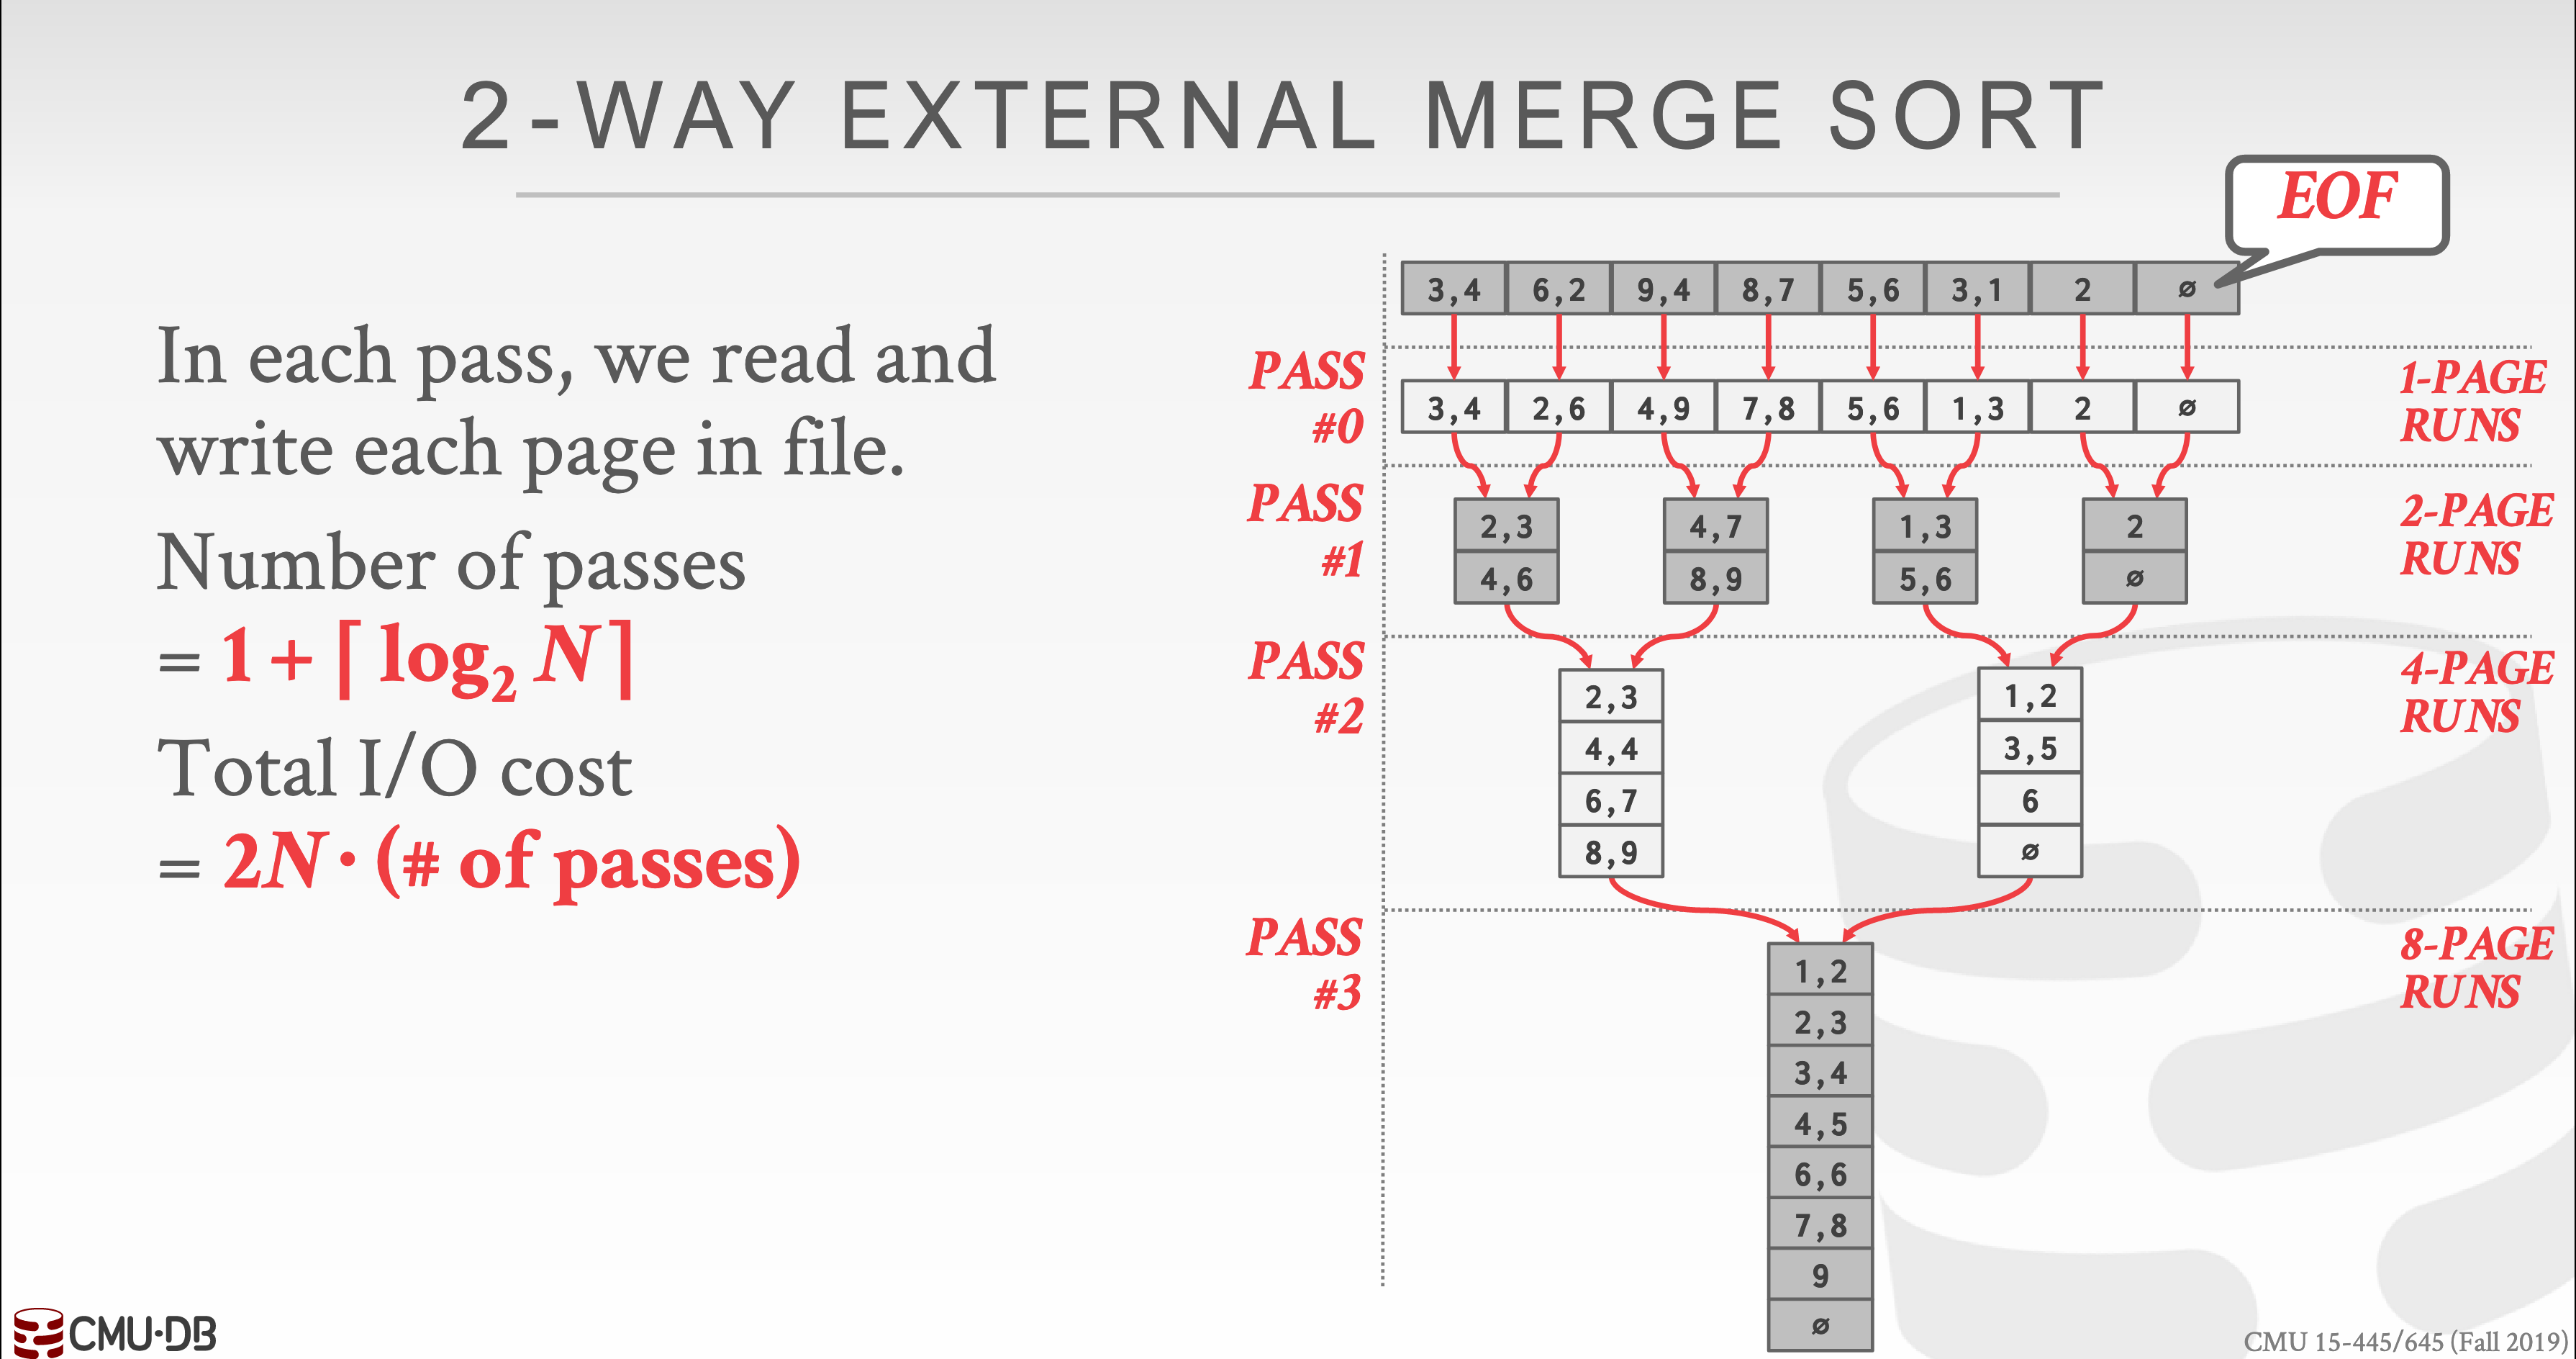 2-WAY EXTERNAL MERGE SORT
EOF
In each pass, we read and
write each page in file.
Number of passes
= 1 + ⌈ log₂ N ⌉
Total I/O cost
= 2N · (# of passes)
3,4 6,2 9,4 8,7 5,6 3,1 2 ∅
PASS
#0
3,4 2,6 4,9 7,8 5,6 1,3 2 ∅
1-PAGE
RUNS
PASS
#1
2,3 4,7 1,3 2
4,6 8,9 5,6 ∅
2-PAGE
RUNS
PASS
#2
2,3 1,2
4,4 3,5
6,7 6
8,9 ∅
4-PAGE
RUNS
PASS
#3
1,2
2,3
3,4
4,5
6,6
7,8
9
∅
8-PAGE
RUNS
CMU·DB
CMU 15-445/645 (Fall 2019)